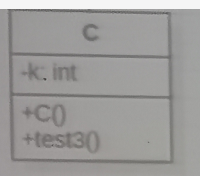 C
-k: int
+C()
+test3()